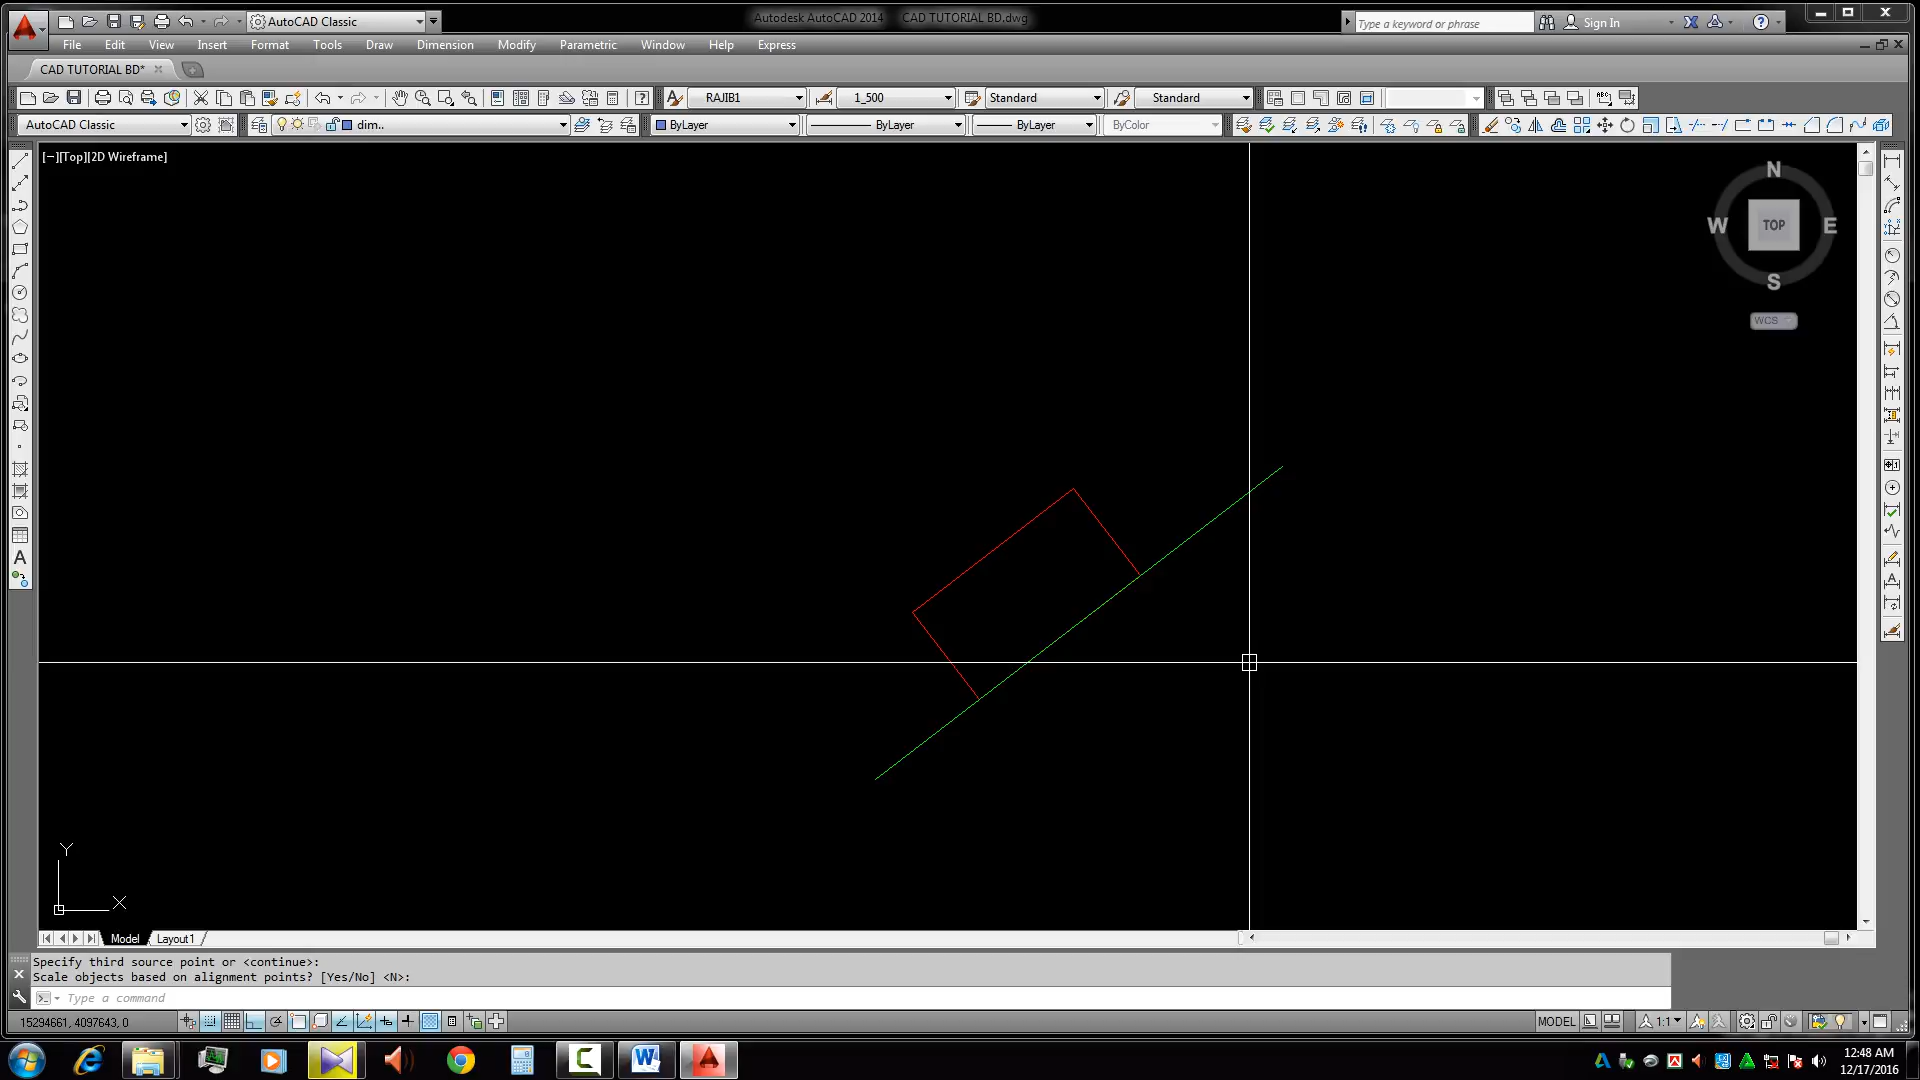 AutoCAD Classic
Autodesk AutoCAD 2014 CAD TUTORIAL BD.dwg
Type a keyword or phrase
Sign In
File Edit View Insert Format Tools Draw Dimension Modify Parametric Window Help Express
CAD TUTORIAL BD*
RAJIB1
1_500
Standard
Standard
AutoCAD Classic
dim..
ByLayer
ByLayer
ByLayer
ByColor
[−][Top][2D Wireframe]
N
W
TOP
E
S
WCS
Y
X
Model Layout1
Specify third source point or <continue>:
Scale objects based on alignment points? [Yes/No] <N>:
Type a command
15294661, 4097643, 0
MODEL
1:1
12:48 AM
12/17/2016